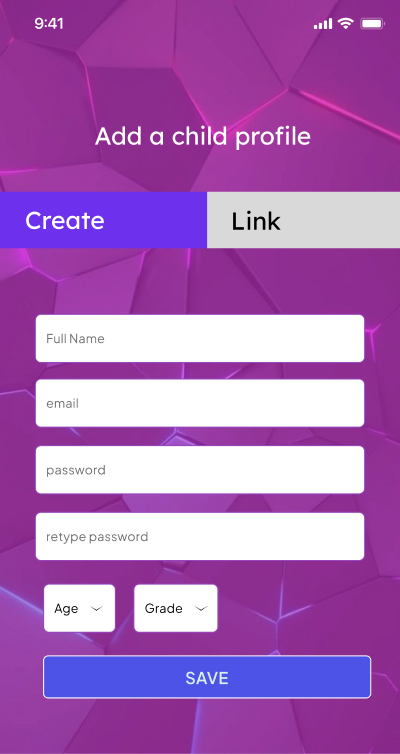 9:41
Add a child profile
Create
Link
Full Name
email
password
retype password
Age
Grade
SAVE